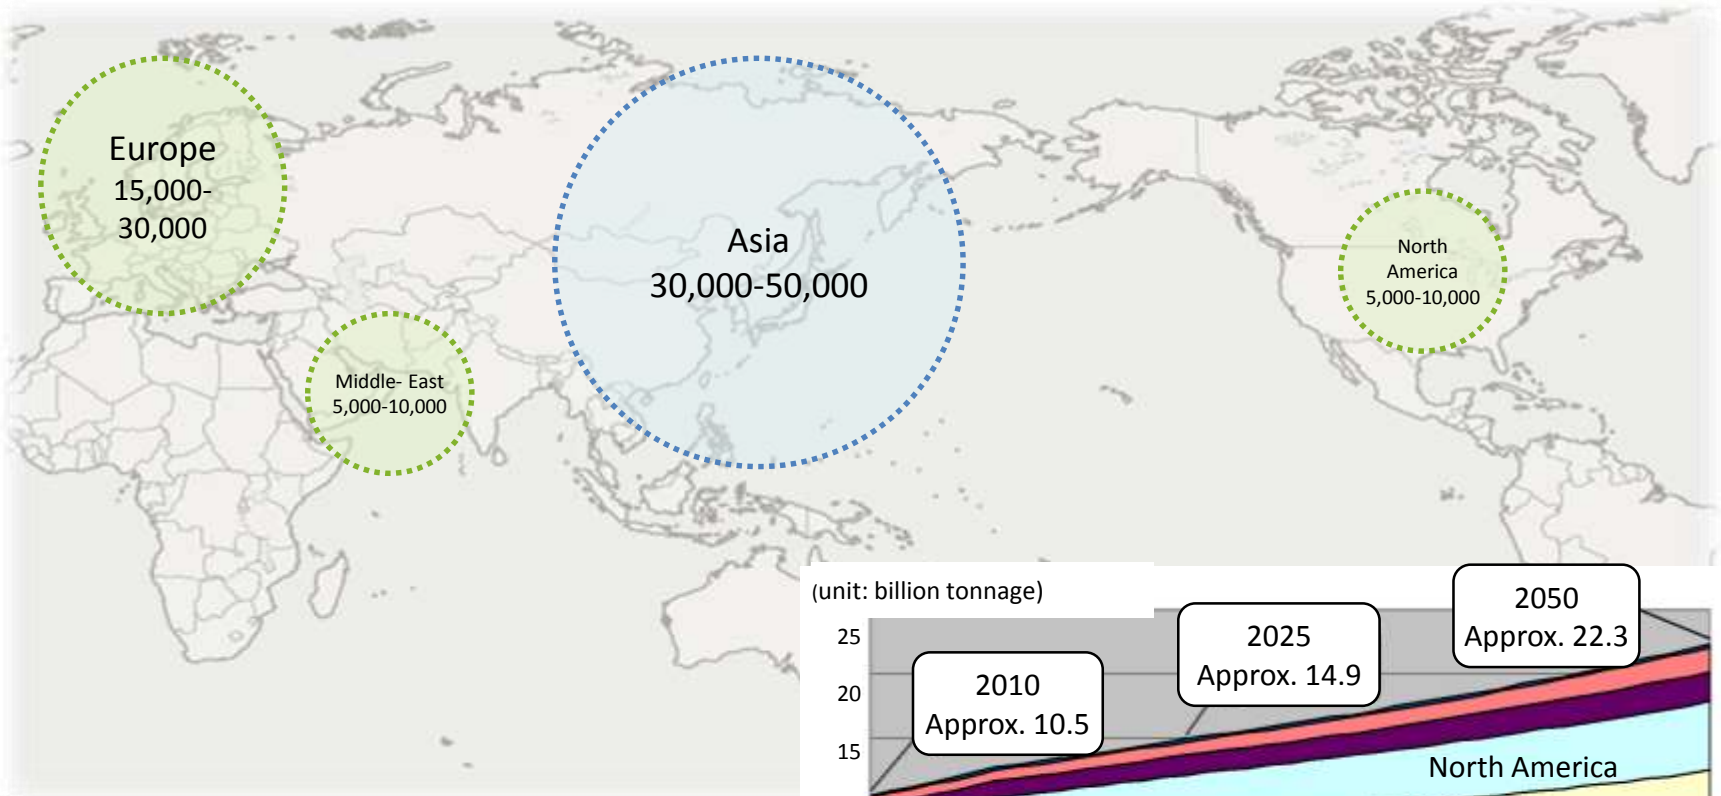 Europe
15,000-
30,000
Asia
30,000-50,000
North
America
5,000-10,000
Middle- East
5,000-10,000
(unit: billion tonnage)
25
20
15
2010
Approx. 10.5
2025
Approx. 14.9
2050
Approx. 22.3
North America